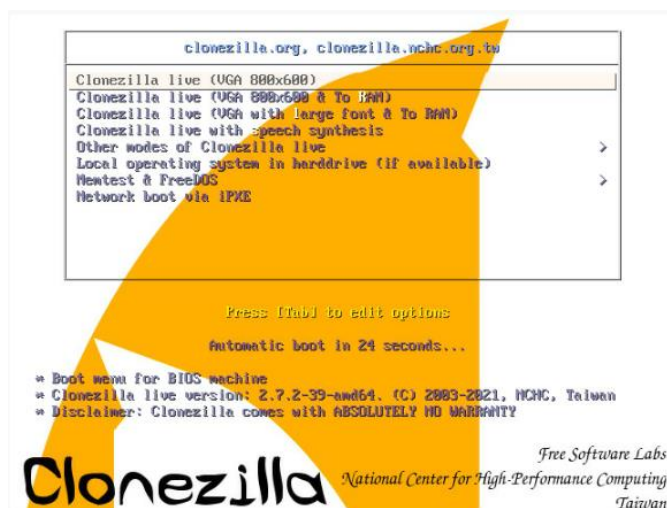 clonezilla.org, clonezilla.nchc.org.tw
Clonezilla live (VGA 800x600)
Clonezilla live (VGA 800x600 & To RAM)
Clonezilla live (VGA with large font & To RAM)
Clonezilla live with speech synthesis
Other modes of Clonezilla live >
Local operating system in harddrive (if available)
Memtest & FreeDOS >
Network boot via iPXE
Press [Tab] to edit options
Automatic boot in 24 seconds...
* Boot menu for BIOS machine
* Clonezilla live version: 2.7.2-39-amd64. (C) 2003-2021, NCHC, Taiwan
* Disclaimer: Clonezilla comes with ABSOLUTELY NO WARRANTY
Free Software Labs
Clonezilla National Center for High-Performance Computing
Taiwan